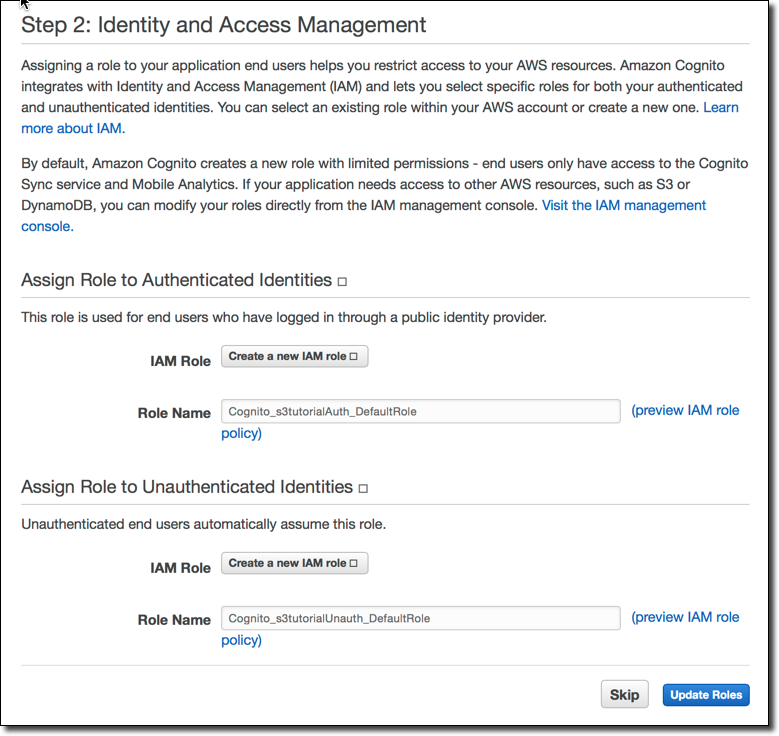 Step 2: Identity and Access Management
Assigning a role to your application end users helps you restrict access to your AWS resources. Amazon Cognito
integrates with Identity and Access Management (IAM) and lets you select specific roles for both your authenticated
and unauthenticated identities. You can select an existing role within your AWS account or create a new one. Learn
more about IAM.
By default, Amazon Cognito creates a new role with limited permissions - end users only have access to the Cognito
Sync service and Mobile Analytics. If your application needs access to other AWS resources, such as S3 or
DynamoDB, you can modify your roles directly from the IAM management console. Visit the IAM management
console.
Assign Role to Authenticated Identities
This role is used for end users who have logged in through a public identity provider.
IAM Role Create a new IAM role
Role Name Cognito_s3tutorialAuth_DefaultRole (preview IAM role
policy)
Assign Role to Unauthenticated Identities
Unauthenticated end users automatically assume this role.
IAM Role Create a new IAM role
Role Name Cognito_s3tutorialUnauth_DefaultRole (preview IAM role
policy)
Skip Update Roles